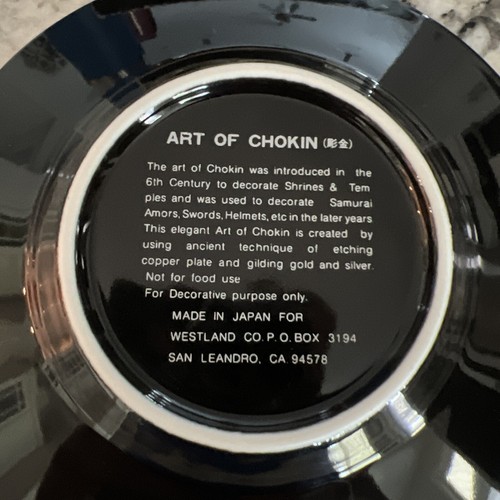 ART OF CHOKIN (彫金)
The art of Chokin was introduced in the
6th Century to decorate Shrines & Tem
ples and was used to decorate Samurai
Amors, Swords, Helmets, etc in the later years
This elegant Art of Chokin is created by
using ancient technique of etching
copper plate and gilding gold and silver.
Not for food use
For Decorative purpose only.
MADE IN JAPAN FOR
WESTLAND CO. P. O. BOX 3194
SAN LEANDRO, CA. 94578